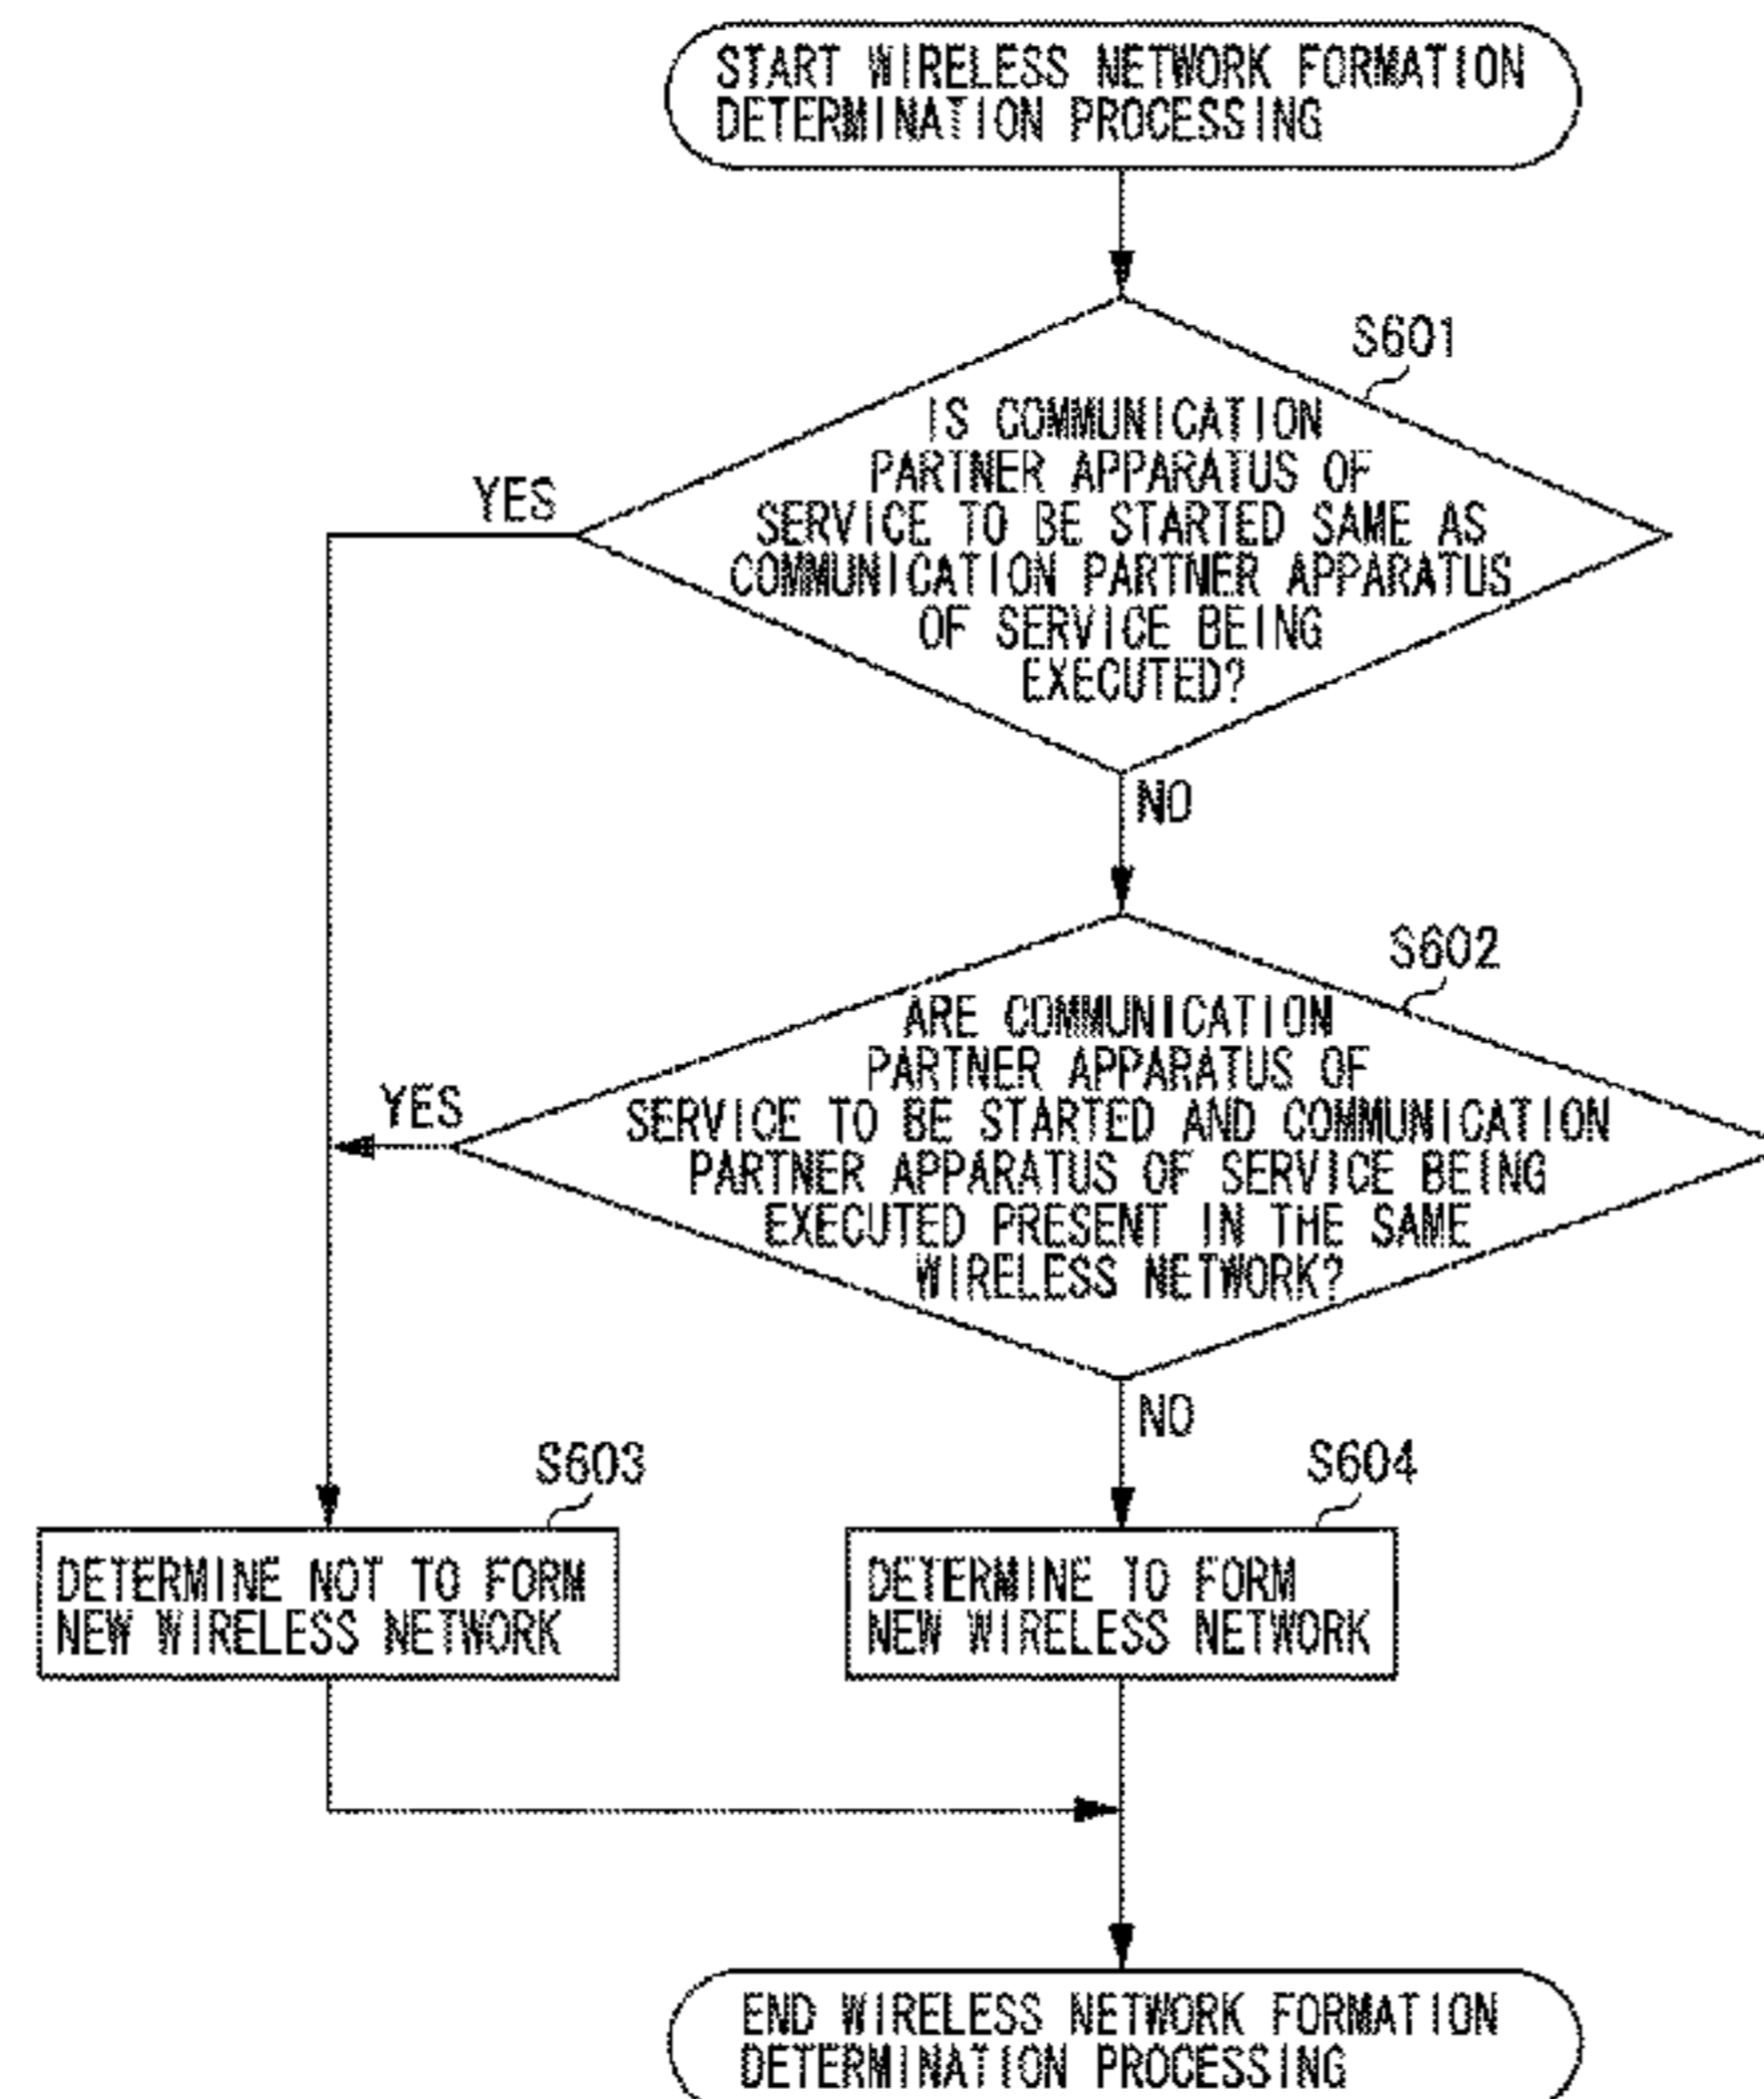 START WIRELESS NETWORK FORMATION
DETERMINATION PROCESSING
S601
IS COMMUNICATION
PARTNER APPARATUS OF
SERVICE TO BE STARTED SAME AS
COMMUNICATION PARTNER APPARATUS
OF SERVICE BEING
EXECUTED?
YES
NO
S602
ARE COMMUNICATION
PARTNER APPARATUS OF
SERVICE TO BE STARTED AND COMMUNICATION
PARTNER APPARATUS OF SERVICE BEING
EXECUTED PRESENT IN THE SAME
WIRELESS NETWORK?
YES
NO
S603
DETERMINE NOT TO FORM
NEW WIRELESS NETWORK
S604
DETERMINE TO FORM
NEW WIRELESS NETWORK
END WIRELESS NETWORK FORMATION
DETERMINATION PROCESSING